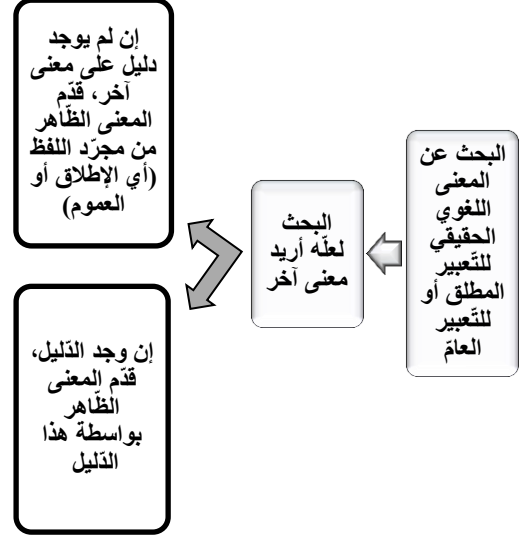 البحث عن
المعنى
اللغوي
الحقيقي
للتّعبير
المطلق أو
للتّعبير
العامّ
البحث
لعلّه أريد
معنى آخر
إن لم يوجد
دليل على معنى
آخر، قدّم
المعنى الظّاهر
من مجرّد اللفظ
(أي الإطلاق أو
العموم)
إن وجد الدّليل،
قدّم المعنى
الظّاهر
بواسطة هذا
الدّليل